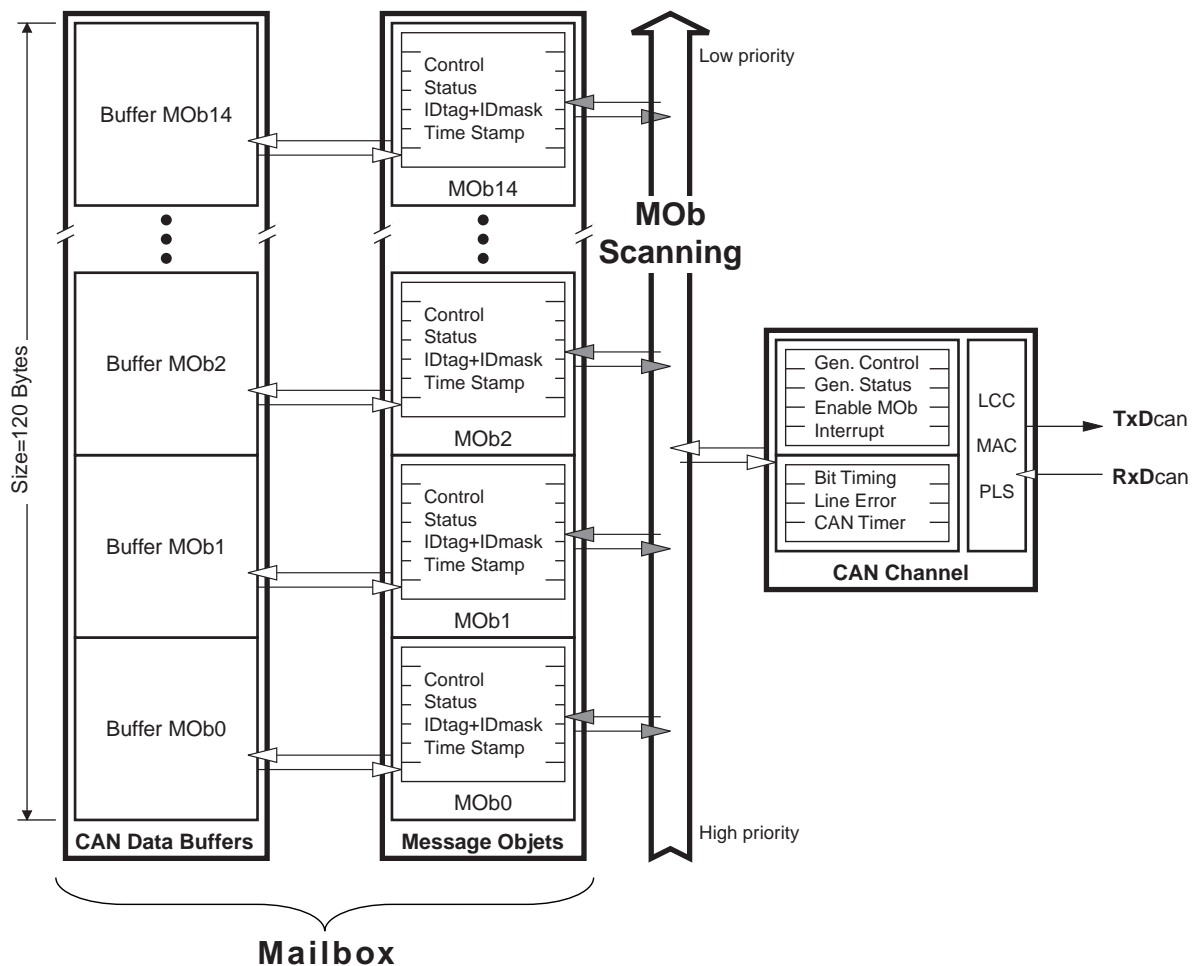 Size=120 Bytes
Buffer MOb14
Buffer MOb2
Buffer MOb1
Buffer MOb0
CAN Data Buffers
Control
Status
IDtag+IDmask
Time Stamp
MOb14
Control
Status
IDtag+IDmask
Time Stamp
MOb2
Control
Status
IDtag+IDmask
Time Stamp
MOb1
Control
Status
IDtag+IDmask
Time Stamp
MOb0
Message Objets
Mailbox
Low priority
MOb
Scanning
High priority
Gen. Control
Gen. Status
Enable MOb
Interrupt
Bit Timing
Line Error
CAN Timer
LCC
MAC
PLS
CAN Channel
TxDcan
RxDcan